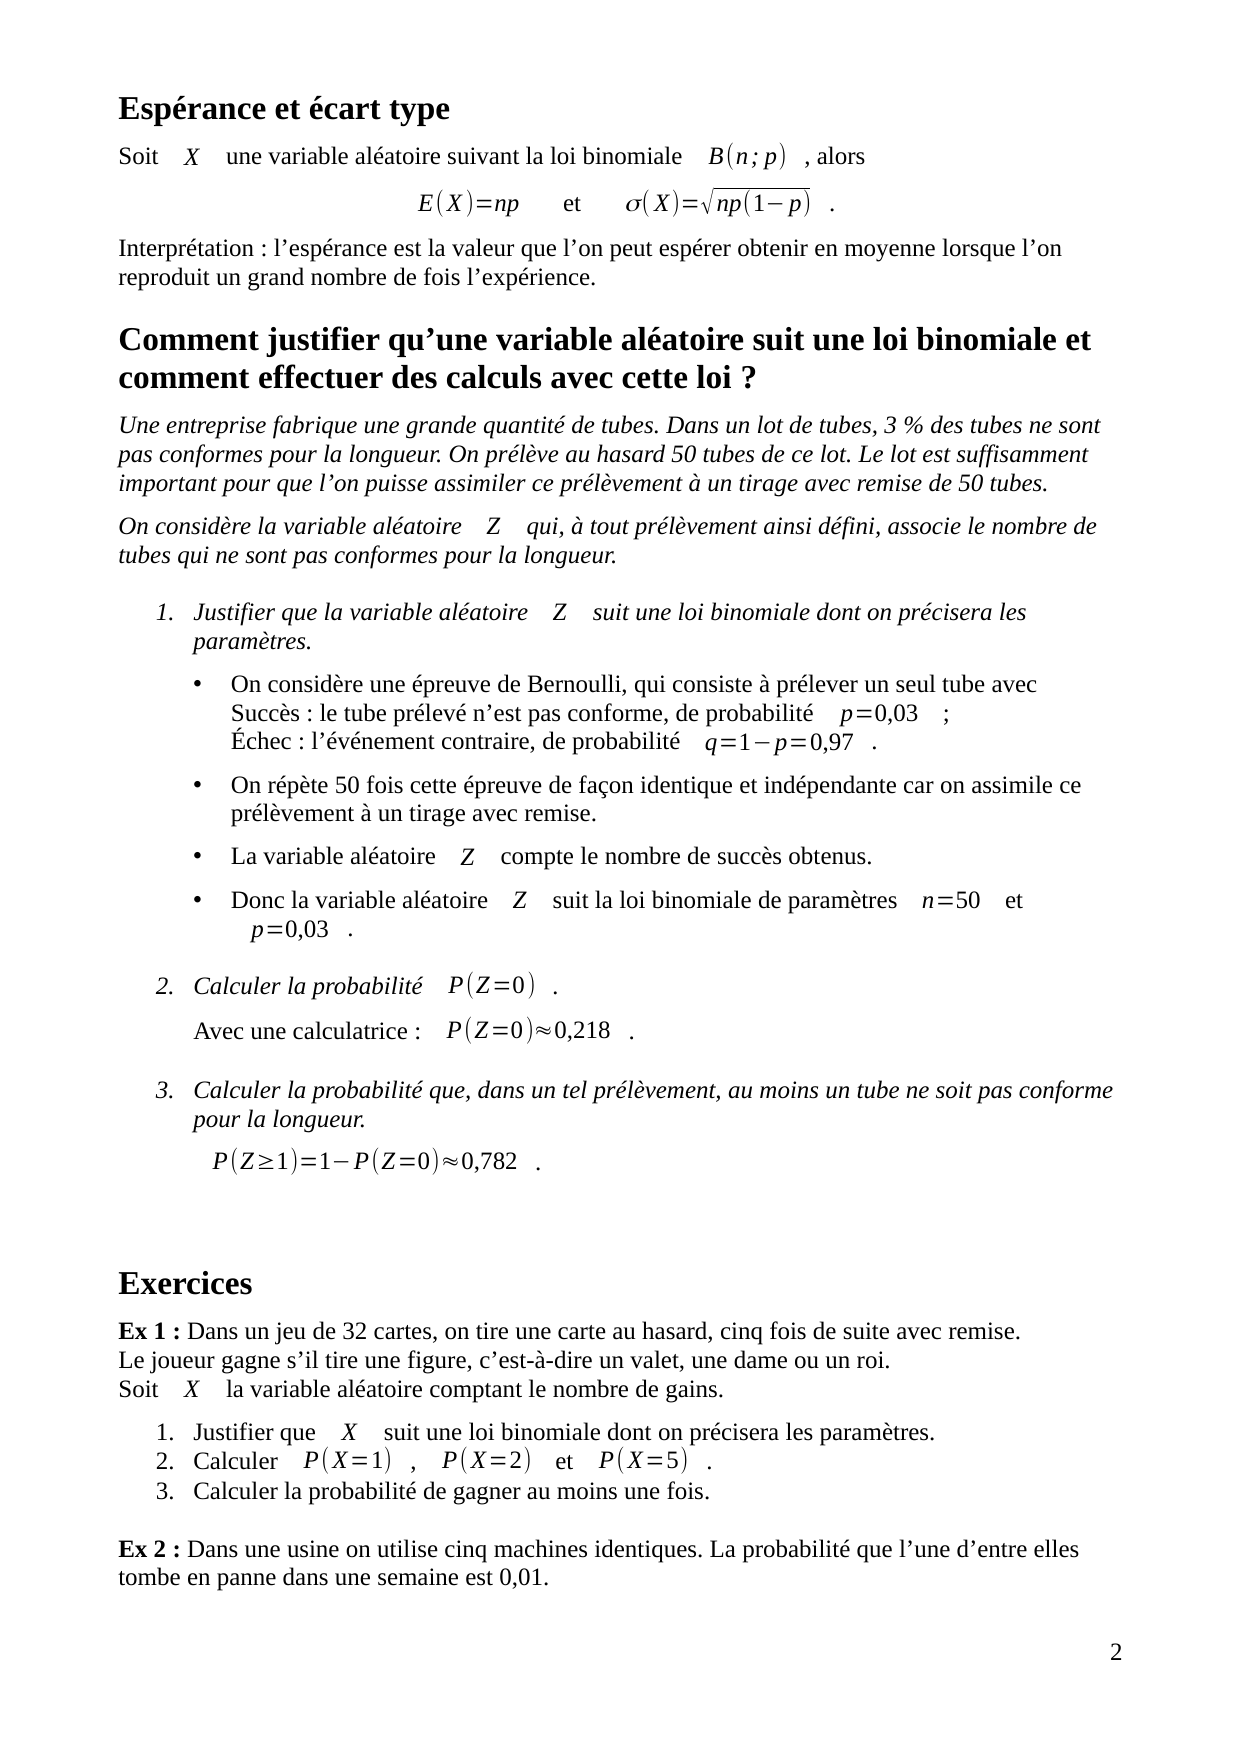 Espérance et écart type
Soit X une variable aléatoire suivant la loi binomiale B(n ; p) , alors
E(X)=np et σ(X)=√np(1−p) .
Interprétation : l’espérance est la valeur que l’on peut espérer obtenir en moyenne lorsque l’on
reproduit un grand nombre de fois l’expérience.
Comment justifier qu’une variable aléatoire suit une loi binomiale et
comment effectuer des calculs avec cette loi ?
Une entreprise fabrique une grande quantité de tubes. Dans un lot de tubes, 3 % des tubes ne sont
pas conformes pour la longueur. On prélève au hasard 50 tubes de ce lot. Le lot est suffisamment
important pour que l’on puisse assimiler ce prélèvement à un tirage avec remise de 50 tubes.
On considère la variable aléatoire Z qui, à tout prélèvement ainsi défini, associe le nombre de
tubes qui ne sont pas conformes pour la longueur.
1. Justifier que la variable aléatoire Z suit une loi binomiale dont on précisera les
paramètres.
• On considère une épreuve de Bernoulli, qui consiste à prélever un seul tube avec
Succès : le tube prélevé n’est pas conforme, de probabilité p=0,03 ;
Échec : l’événement contraire, de probabilité q=1−p=0,97 .
• On répète 50 fois cette épreuve de façon identique et indépendante car on assimile ce
prélèvement à un tirage avec remise.
• La variable aléatoire Z compte le nombre de succès obtenus.
• Donc la variable aléatoire Z suit la loi binomiale de paramètres n=50 et
p=0,03 .
2. Calculer la probabilité P(Z=0) .
Avec une calculatrice : P(Z=0)≈0,218 .
3. Calculer la probabilité que, dans un tel prélèvement, au moins un tube ne soit pas conforme
pour la longueur.
P(Z≥1)=1−P(Z=0)≈0,782 .
Exercices
Ex 1 : Dans un jeu de 32 cartes, on tire une carte au hasard, cinq fois de suite avec remise.
Le joueur gagne s’il tire une figure, c’est-à-dire un valet, une dame ou un roi.
Soit X la variable aléatoire comptant le nombre de gains.
1. Justifier que X suit une loi binomiale dont on précisera les paramètres.
2. Calculer P(X=1) , P(X=2) et P(X=5) .
3. Calculer la probabilité de gagner au moins une fois.
Ex 2 : Dans une usine on utilise cinq machines identiques. La probabilité que l’une d’entre elles
tombe en panne dans une semaine est 0,01.
2